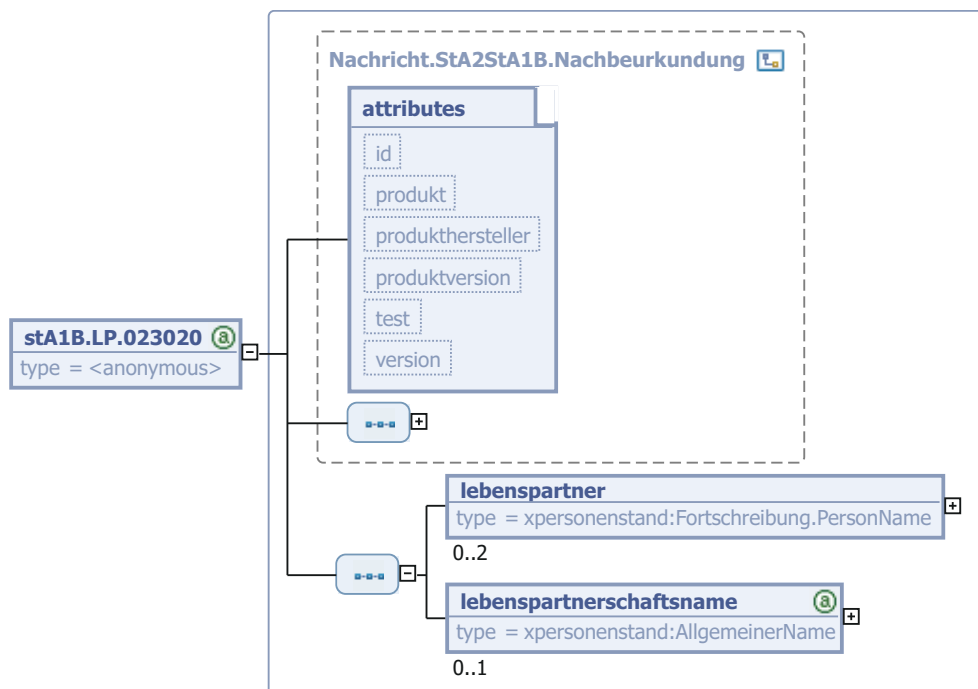 Nachricht.StA2StA1B.Nachbeurkundung
attributes
id
produkt
produkthersteller
produktversion
test
version
stA1B.LP.023020
type = <anonymous>
lebenspartner
type = xpersonenstand:Fortschreibung.PersonName
0..2
lebenspartnerschaftsname
type = xpersonenstand:AllgemeinerName
0..1